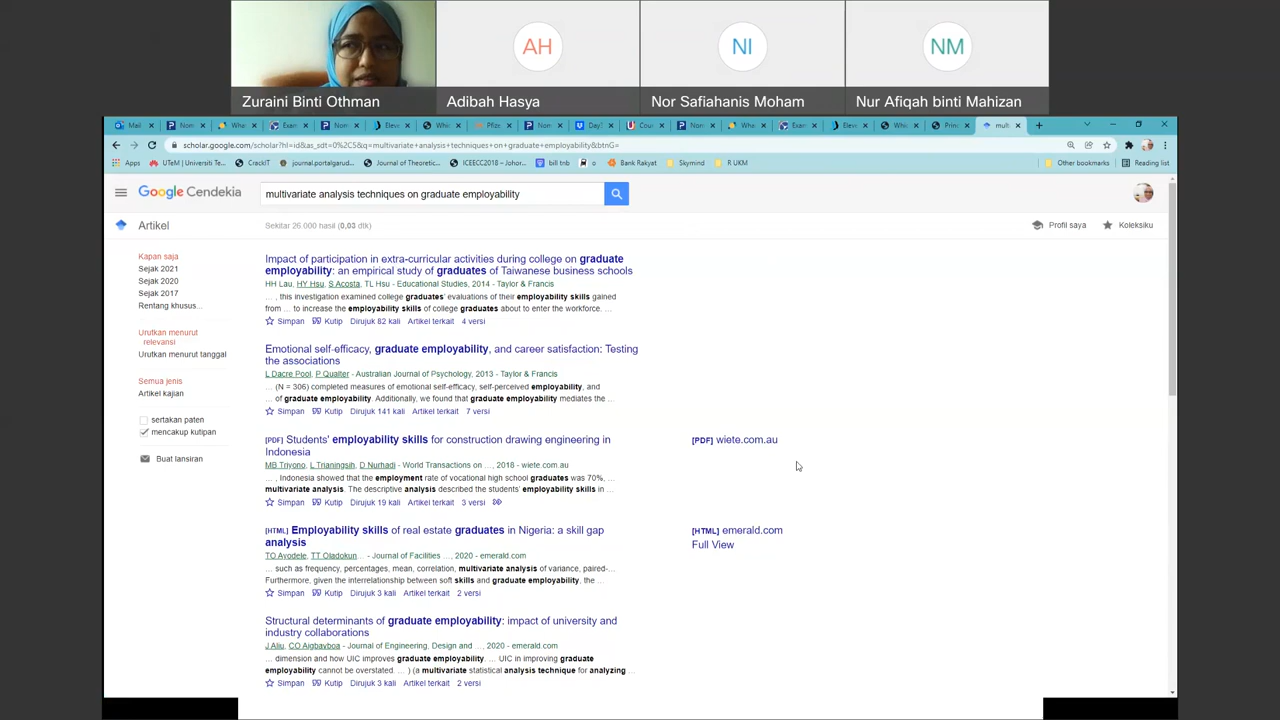 AH
NI
NM
Zuraini Binti Othman
Adibah Hasya
Nor Safiahanis Moham
Nur Afiqah binti Mahizan
Mail
Nom
Wha
Exam
Nom
Eleva
Whic
Pfize
Nom
Day1
Cou
Nom
Wha
Exam
Eleva
Whic
Prim
mult
scholar.google.com/scholar?hl=id&as_sdt=0%2C5&q=multivariate+analysis+techniques+on+graduate+employability&btnG=
Apps
UTeM | Universiti Te...
CrackIT
journal.portalgarud...
Journal of Theoretic...
ICEECC2018 – Johor...
bill tnb
o
Bank Rakyat
Skymind
R UKM
Other bookmarks
Reading list
Google Cendekia
multivariate analysis techniques on graduate employability
Artikel
Sekitar 26.000 hasil (0,03 dtk)
Profil saya
Koleksiku
Kapan saja
Sejak 2021
Sejak 2020
Sejak 2017
Rentang khusus...
Urutkan menurut
relevansi
Urutkan menurut tanggal
Semua jenis
Artikel kajian
sertakan paten
mencakup kutipan
Buat lansiran
Impact of participation in extra-curricular activities during college on graduate
employability: an empirical study of graduates of Taiwanese business schools
HH Lau, HY Hsu, S Acosta, TL Hsu - Educational Studies, 2014 - Taylor & Francis
... , this investigation examined college graduates' evaluations of their employability skills gained
from ... to increase the employability skills of college graduates about to enter the workforce. ...
Simpan Kutip Dirujuk 82 kali Artikel terkait 4 versi
Emotional self-efficacy, graduate employability, and career satisfaction: Testing
the associations
L Dacre Pool, P Qualter - Australian Journal of Psychology, 2013 - Taylor & Francis
... (N = 306) completed measures of emotional self-efficacy, self-perceived employability, and
... of graduate employability. Additionally, we found that graduate employability mediates the ...
Simpan Kutip Dirujuk 141 kali Artikel terkait 7 versi
[PDF] Students' employability skills for construction drawing engineering in
Indonesia
MB Triyono, L Trianingsih, D Nurhadi - World Transactions on ..., 2018 - wiete.com.au
... , Indonesia showed that the employment rate of vocational high school graduates was 70%, ...
multivariate analysis. The descriptive analysis described the students' employability skills in ...
Simpan Kutip Dirujuk 19 kali Artikel terkait 3 versi
[PDF] wiete.com.au
[HTML] Employability skills of real estate graduates in Nigeria: a skill gap
analysis
TO Ayodele, TT Oladokun... - Journal of Facilities ..., 2020 - emerald.com
... such as frequency, percentages, mean, correlation, multivariate analysis of variance, paired-...
Furthermore, given the interrelationship between soft skills and graduate employability, the ...
Simpan Kutip Dirujuk 3 kali Artikel terkait 2 versi
[HTML] emerald.com
Full View
Structural determinants of graduate employability: impact of university and
industry collaborations
J Aliu, CO Aigbavboa - Journal of Engineering, Design and ..., 2020 - emerald.com
... dimension and how UIC improves graduate employability. ... UIC in improving graduate
employability cannot be overstated. ... ) (a multivariate statistical analysis technique for analyzing ...
Simpan Kutip Dirujuk 3 kali Artikel terkait 2 versi